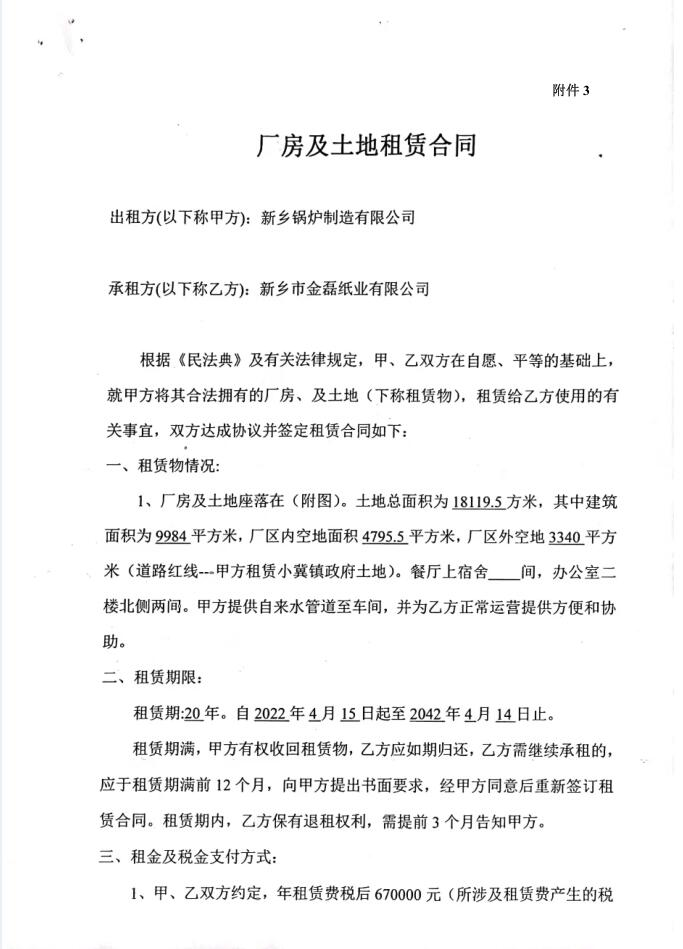 附件 3
厂房及土地租赁合同
出租方(以下称甲方)：新乡锅炉制造有限公司
承租方(以下称乙方)：新乡市金磊纸业有限公司
根据《民法典》及有关法律规定，甲、乙双方在自愿、平等的基础上，
就甲方将其合法拥有的厂房、及土地（下称租赁物），租赁给乙方使用的有
关事宜，双方达成协议并签定租赁合同如下：
一、租赁物情况:
1、厂房及土地座落在（附图）。土地总面积为 18119.5 方米，其中建筑
面积为 9984 平方米，厂区内空地面积 4795.5 平方米，厂区外空地 3340 平方
米（道路红线---甲方租赁小冀镇政府土地）。餐厅上宿舍____间，办公室二
楼北侧两间。甲方提供自来水管道至车间，并为乙方正常运营提供方便和协
助。
二、租赁期限：
租赁期:20 年。自 2022 年 4 月 15 日起至 2042 年 4 月 14 日止。
租赁期满，甲方有权收回租赁物，乙方应如期归还，乙方需继续承租的，
应于租赁期满前 12 个月，向甲方提出书面要求，经甲方同意后重新签订租
赁合同。租赁期内，乙方保有退租权利，需提前 3 个月告知甲方。
三、租金及税金支付方式：
1、甲、乙双方约定，年租赁费税后 670000 元（所涉及租赁费产生的税